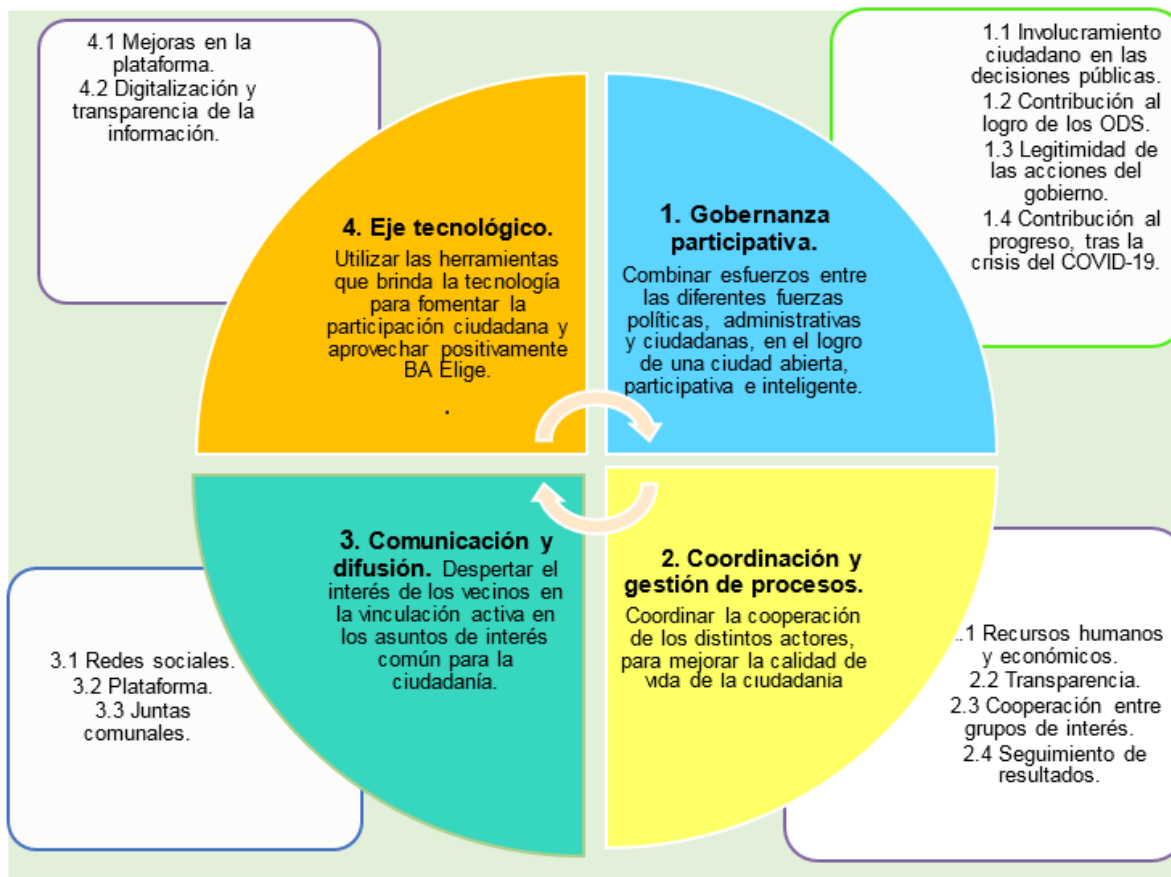 4.1 Mejoras en la
plataforma.
4.2 Digitalización y
transparencia de la
información.
1.1 Involucramiento
ciudadano en las
decisiones públicas.
1.2 Contribución al
logro de los ODS.
1.3 Legitimidad de
las acciones del
gobierno.
1.4 Contribución al
progreso, tras la
crisis del COVID-19.
4. Eje tecnológico.
Utilizar las herramientas
que brinda la tecnología
para fomentar la
participación ciudadana y
aprovechar positivamente
BA Elige.
.
1. Gobernanza
participativa.
Combinar esfuerzos entre
las diferentes fuerzas
políticas, administrativas
y ciudadanas, en el logro
de una ciudad abierta,
participativa e inteligente.
3. Comunicación y
difusión. Despertar el
interés de los vecinos en
la vinculación activa en
los asuntos de interés
común para la
ciudadanía.
2. Coordinación y
gestión de procesos.
Coordinar la cooperación
de los distintos actores,
para mejorar la calidad de
vida de la ciudadanía
3.1 Redes sociales.
3.2 Plataforma.
3.3 Juntas
comunales.
.1 Recursos humanos
y económicos.
2.2 Transparencia.
2.3 Cooperación entre
grupos de interés.
2.4 Seguimiento de
resultados.